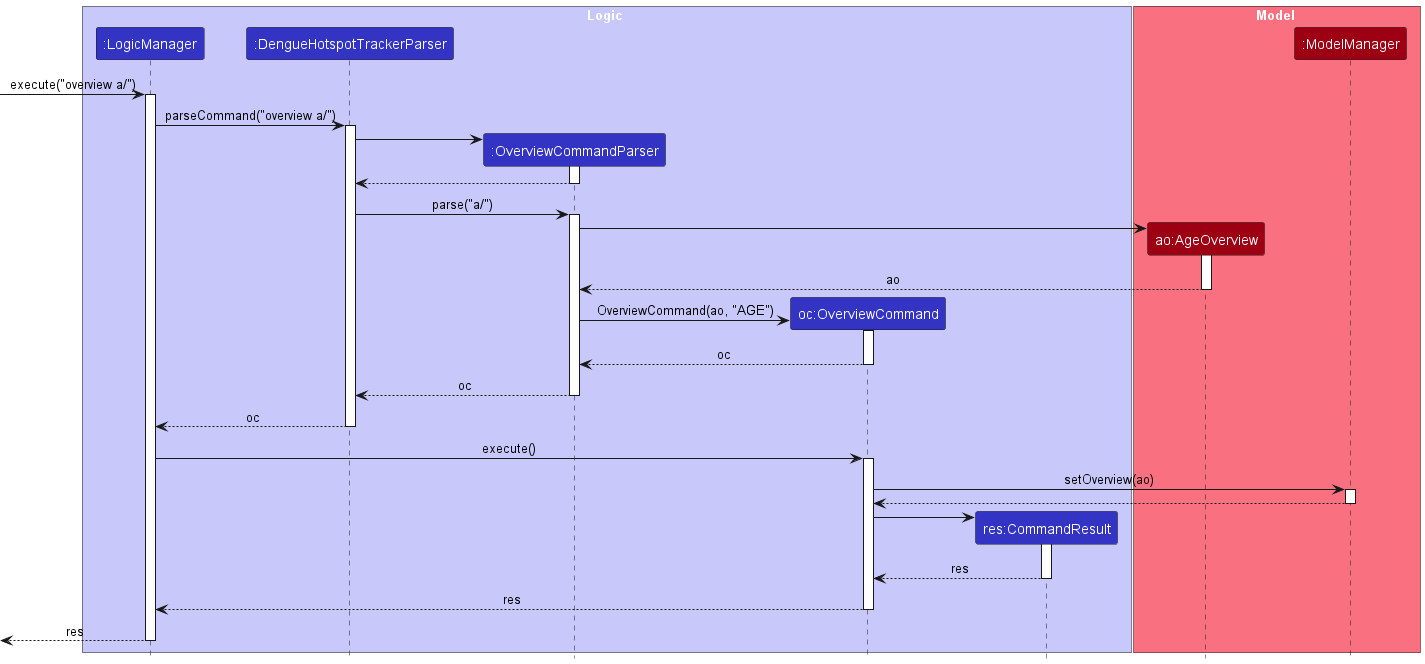 Logic
Model
:LogicManager
:DengueHotspotTrackerParser
:ModelManager
execute("overview a/")
parseCommand("overview a/")
:OverviewCommandParser
parse("a/")
ao:AgeOverview
ao
OverviewCommand(ao, "AGE")
oc:OverviewCommand
oc
oc
oc
execute()
setOverview(ao)
res:CommandResult
res
res
res